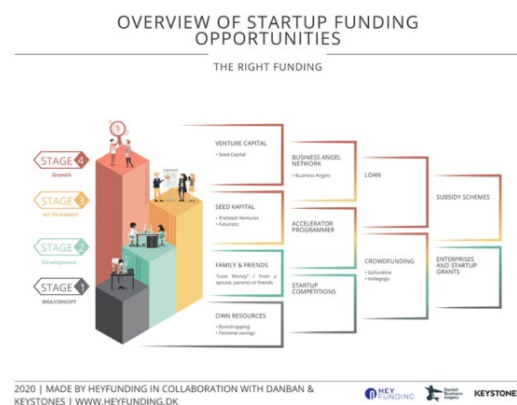 OVERVIEW OF STARTUP FUNDING
OPPORTUNITIES
THE RIGHT FUNDING
STAGE 4
Growth
STAGE 3
GO TO MARKET
STAGE 2
Development
STAGE 1
IDEA/CONCEPT
VENTURE CAPITAL
• Seed Capital
SEED KAPITAL
• PreSeed Ventures
• Futuristic
FAMILY & FRIENDS
"Love Money" / from a
spouse, parents or friends
OWN RESOURCES
• Bootstrapping
• Personal savings
BUSINESS ANGEL
NETWORK
• Business Angels
ACCELERATOR
PROGRAMMER
STARTUP
COMPETITIONS
LOAN
CROWDFUNDING
• Gofundme
• Indiegogo
SUBSIDY SCHEMES
ENTERPRISES
AND STARTUP
GRANTS
2020 | MADE BY HEYFUNDING IN COLLABORATION WITH DANBAN &
KEYSTONES | WWW.HEYFUNDING.DK
HEY
FUNDING
Danish
Business
Angels
KEYSTONES